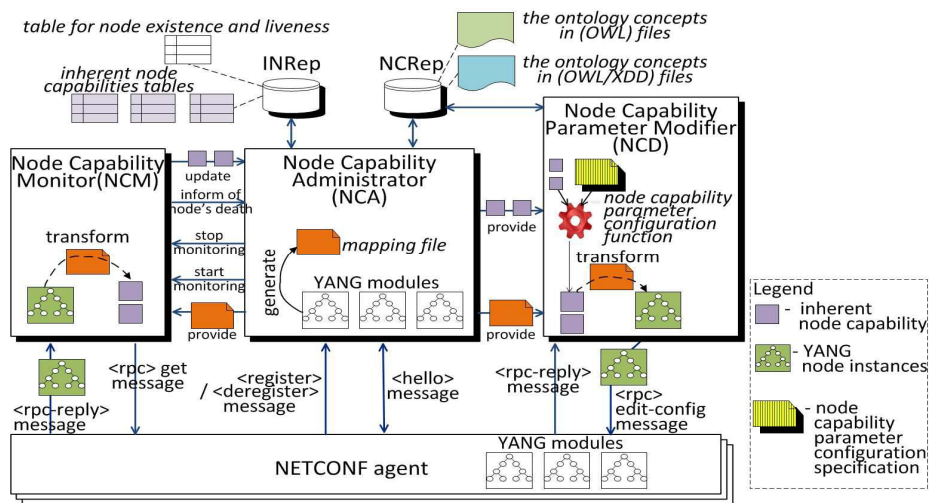 table for node existence and liveness
inherent node
capabilities tables
INRep
NCRep
the ontology concepts
in (OWL) files
the ontology concepts
in (OWL/XDD) files
Node Capability
Monitor(NCM)
transform
update
inform of
node's death
stop
monitoring
start
monitoring
provide
Node Capability
Administrator
(NCA)
mapping file
generate
YANG modules
provide
provide
Node Capability
Parameter Modifier
(NCD)
node capability
parameter
configuration
function
transform
Legend
- inherent
node capability
- YANG
node instances
- node
capability
parameter
configuration
specification
<rpc-reply>
message
<rpc> get
message
<register>
/ <deregister>
message
<hello>
message
<rpc-reply>
message
<rpc>
edit-config
message
NETCONF agent
YANG modules